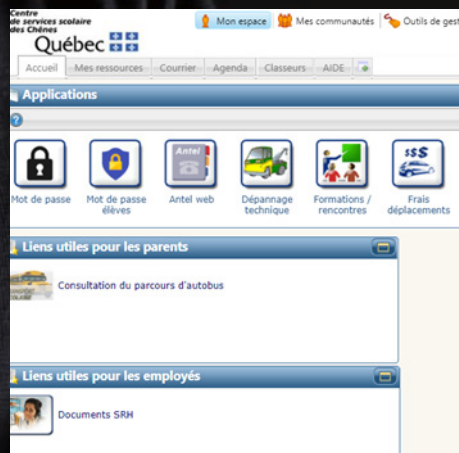 Centre
de services scolaire
des Chênes
Québec
Mon espace Mes communautés Outils de gest
Accueil Mes ressources Courrier Agenda Classeurs AIDE
Applications
?
Antel
$$$
Mot de passe Mot de passe Antel web Dépannage Formations / Frais
élèves technique rencontres déplacements
Liens utiles pour les parents
Consultation du parcours d'autobus
Liens utiles pour les employés
Documents SRH